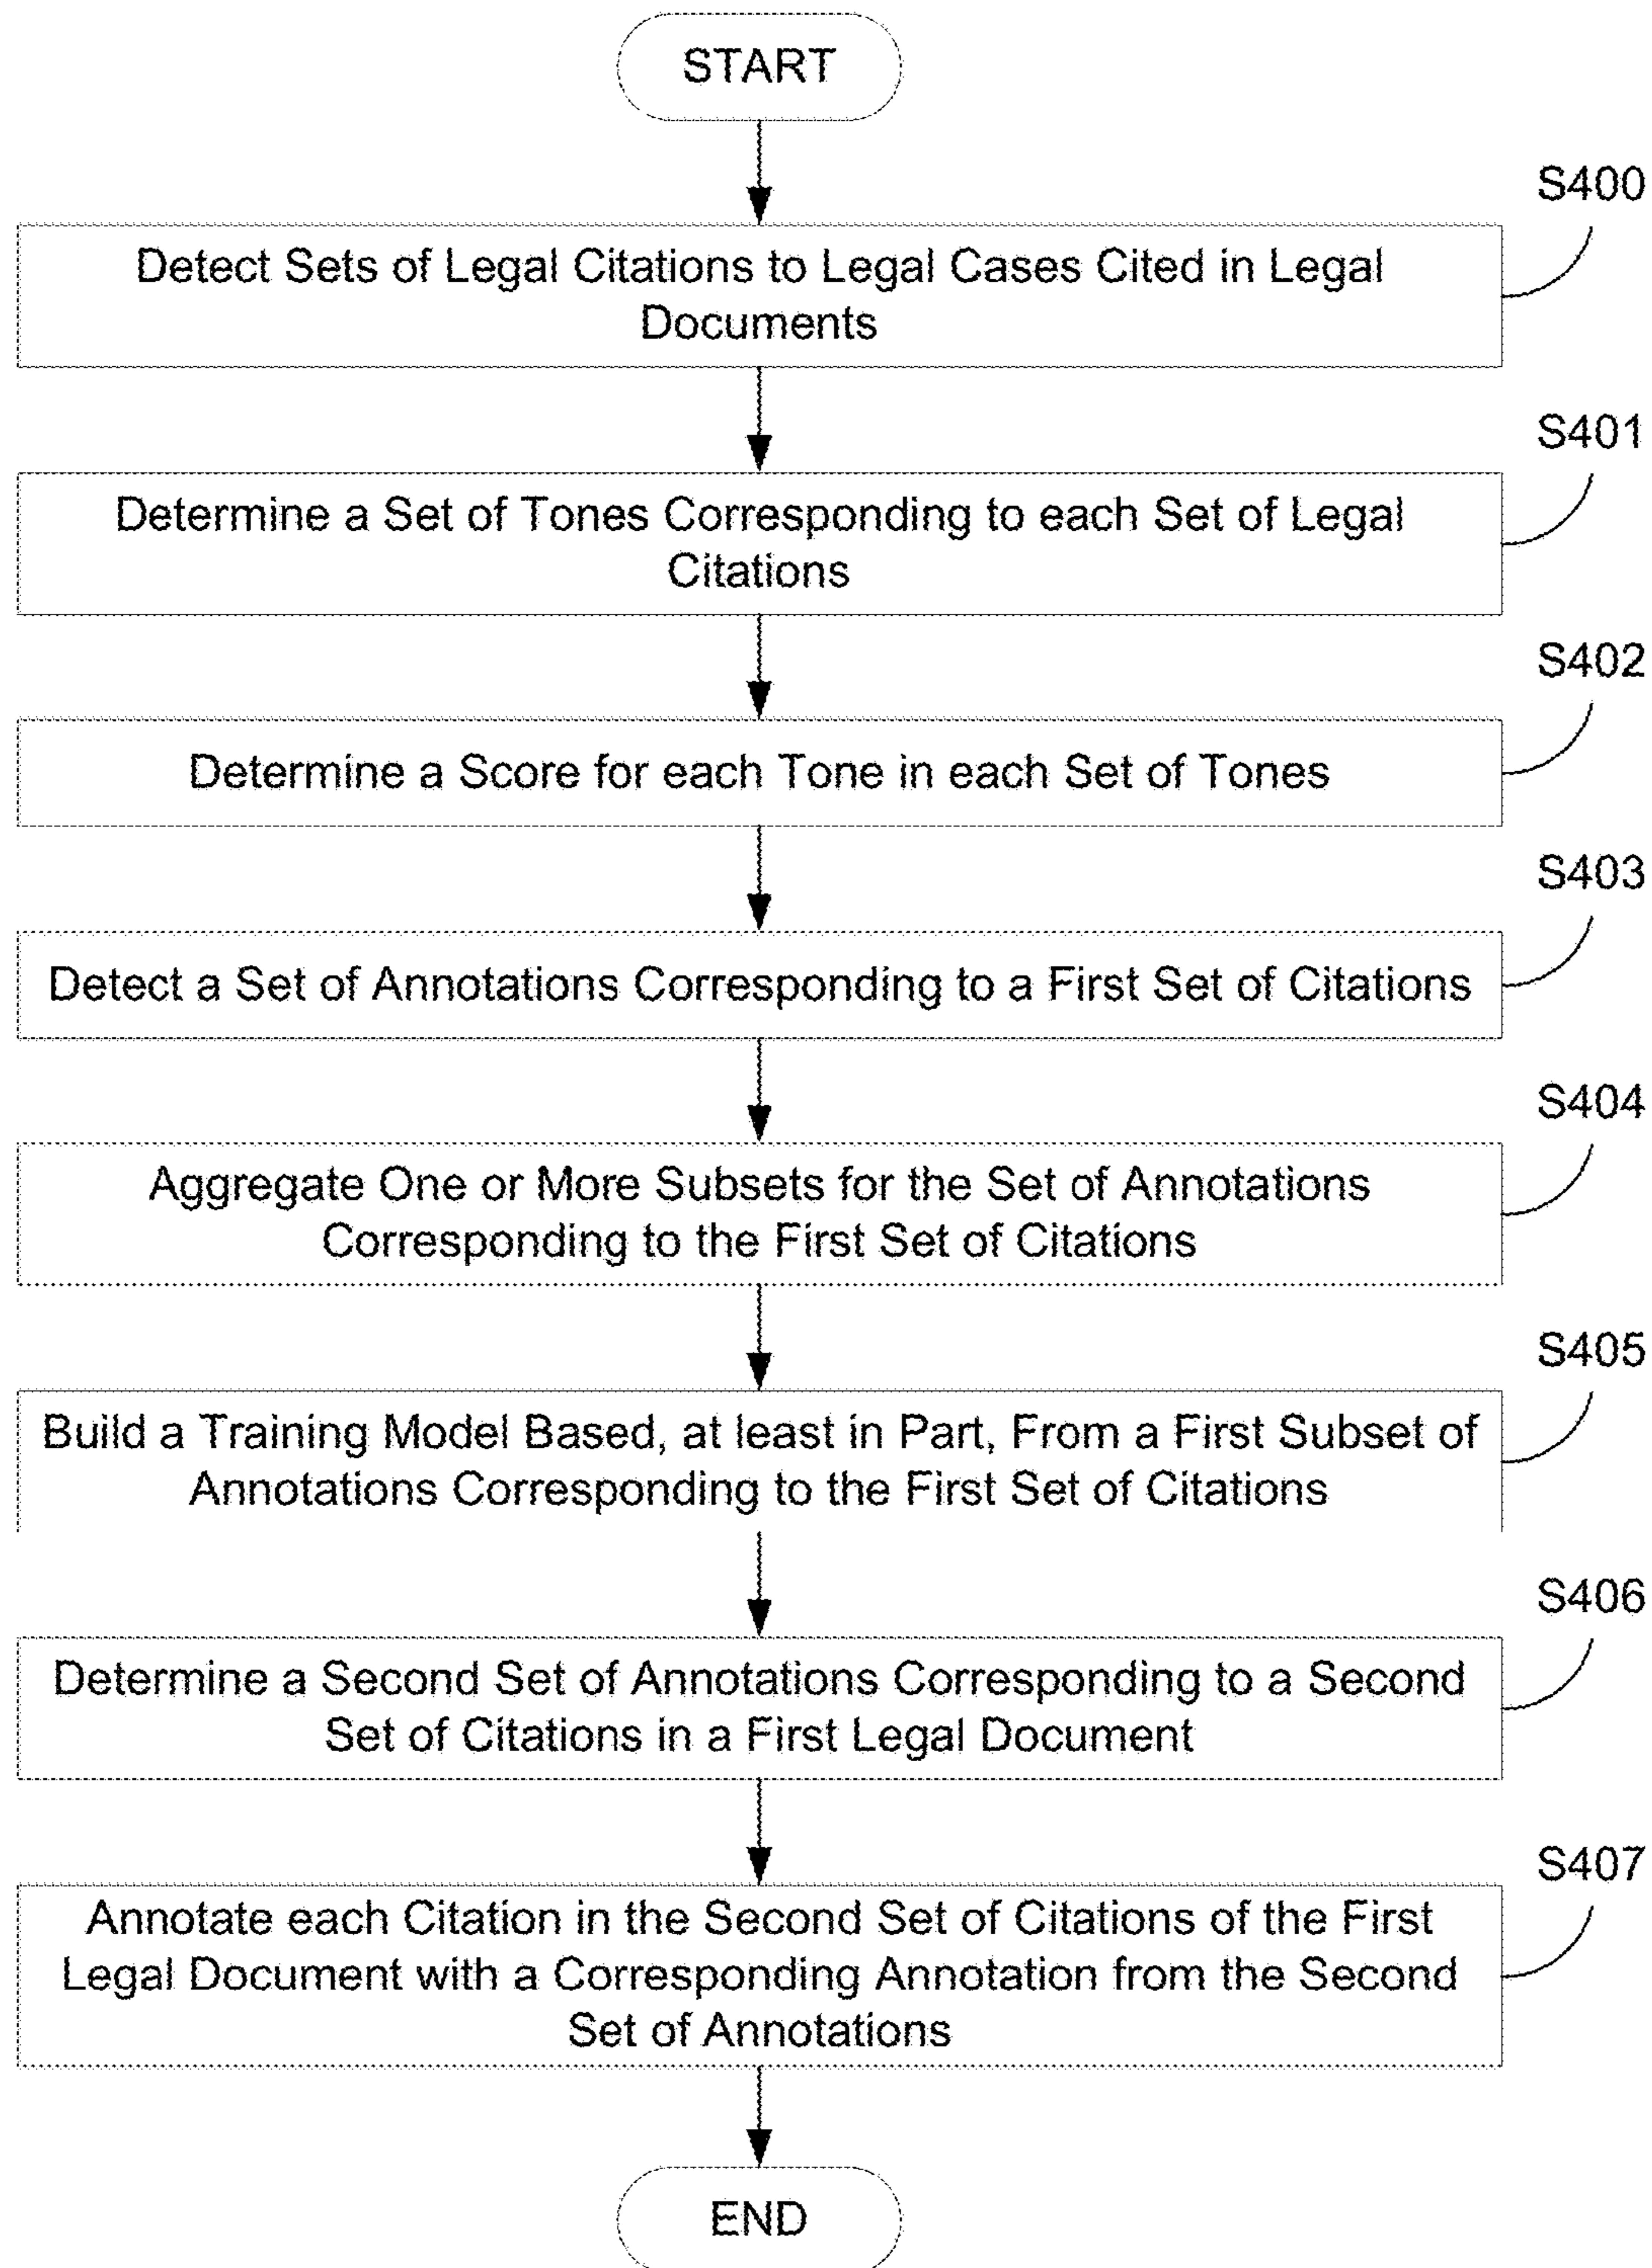 START
S400
Detect Sets of Legal Citations to Legal Cases Cited in Legal
Documents
S401
Determine a Set of Tones Corresponding to each Set of Legal
Citations
S402
Determine a Score for each Tone in each Set of Tones
S403
Detect a Set of Annotations Corresponding to a First Set of Citations
S404
Aggregate One or More Subsets for the Set of Annotations
Corresponding to the First Set of Citations
S405
Build a Training Model Based, at least in Part, From a First Subset of
Annotations Corresponding to the First Set of Citations
S406
Determine a Second Set of Annotations Corresponding to a Second
Set of Citations in a First Legal Document
S407
Annotate each Citation in the Second Set of Citations of the First
Legal Document with a Corresponding Annotation from the Second
Set of Annotations
END